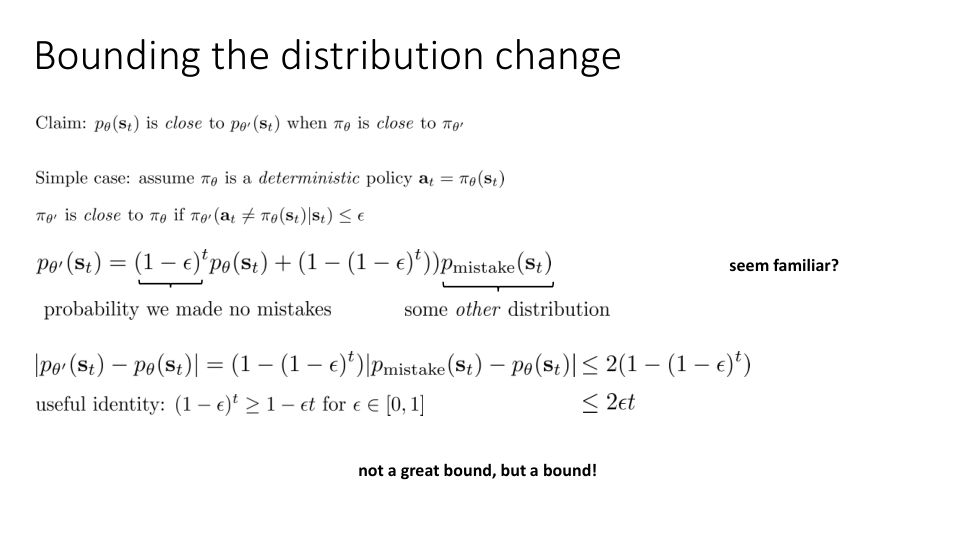 Bounding the distribution change
Claim: $p_\theta(\mathbf{s}_t)$ is close to $p_{\theta'}(\mathbf{s}_t)$ when $\pi_\theta$ is close to $\pi_{\theta'}$
Simple case: assume $\pi_\theta$ is a deterministic policy $\mathbf{a}_t = \pi_\theta(\mathbf{s}_t)$
$\pi_{\theta'}$ is close to $\pi_\theta$ if $\pi_{\theta'}(\mathbf{a}_t \neq \pi_\theta(\mathbf{s}_t)|\mathbf{s}_t) \leq \epsilon$
$p_{\theta'}(\mathbf{s}_t) = (1 - \epsilon)^t p_\theta(\mathbf{s}_t) + (1 - (1 - \epsilon)^t)) p_{\text{mistake}}(\mathbf{s}_t)$
seem familiar?
probability we made no mistakes
some other distribution
$|p_{\theta'}(\mathbf{s}_t) - p_\theta(\mathbf{s}_t)| = (1 - (1 - \epsilon)^t)|p_{\text{mistake}}(\mathbf{s}_t) - p_\theta(\mathbf{s}_t)| \leq 2(1 - (1 - \epsilon)^t)$
useful identity: $(1 - \epsilon)^t \geq 1 - \epsilon t$ for $\epsilon \in [0, 1]$
$\leq 2\epsilon t$
not a great bound, but a bound!